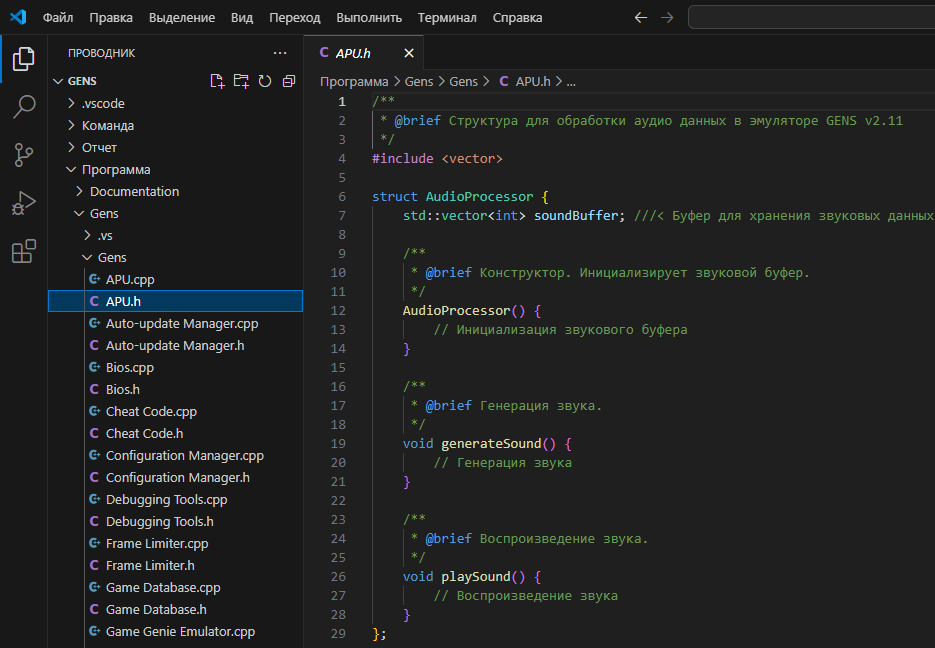 Файл Правка Выделение Вид Переход Выполнить Терминал Справка
ПРОВОДНИК
GENS
.vscode
Команда
Отчет
Программа
Documentation
Gens
.vs
Gens
APU.cpp
APU.h
Auto-update Manager.cpp
Auto-update Manager.h
Bios.cpp
Bios.h
Cheat Code.cpp
Cheat Code.h
Configuration Manager.cpp
Configuration Manager.h
Debugging Tools.cpp
Debugging Tools.h
Frame Limiter.cpp
Frame Limiter.h
Game Database.cpp
Game Database.h
Game Genie Emulator.cpp
C APU.h
Программа > Gens > Gens > C APU.h > ...
1 /**
2 * @brief Структура для обработки аудио данных в эмуляторе GENS v2.11
3 */
4 #include <vector>
5
6 struct AudioProcessor {
7 std::vector<int> soundBuffer; ///< Буфер для хранения звуковых данных
8
9 /**
10 * @brief Конструктор. Инициализирует звуковой буфер.
11 */
12 AudioProcessor() {
13 // Инициализация звукового буфера
14 }
15
16 /**
17 * @brief Генерация звука.
18 */
19 void generateSound() {
20 // Генерация звука
21 }
22
23 /**
24 * @brief Воспроизведение звука.
25 */
26 void playSound() {
27 // Воспроизведение звука
28 }
29 };